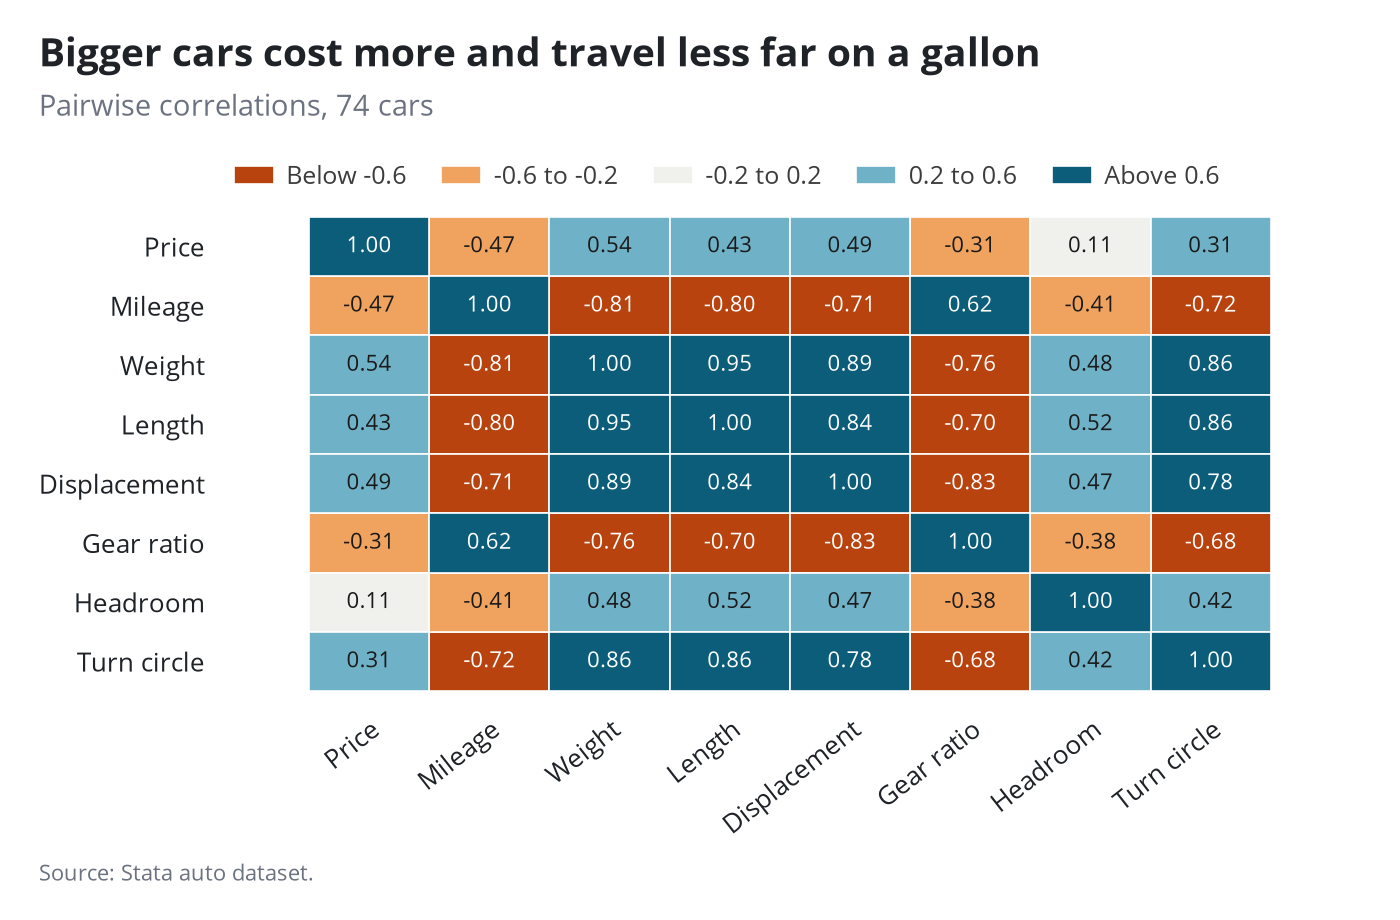 Bigger cars cost more and travel less far on a gallon
Pairwise correlations, 74 cars
Below -0.6 -0.6 to -0.2 -0.2 to 0.2 0.2 to 0.6 Above 0.6
Price 1.00 -0.47 0.54 0.43 0.49 -0.31 0.11 0.31
Mileage -0.47 1.00 -0.81 -0.80 -0.71 0.62 -0.41 -0.72
Weight 0.54 -0.81 1.00 0.95 0.89 -0.76 0.48 0.86
Length 0.43 -0.80 0.95 1.00 0.84 -0.70 0.52 0.86
Displacement 0.49 -0.71 0.89 0.84 1.00 -0.83 0.47 0.78
Gear ratio -0.31 0.62 -0.76 -0.70 -0.83 1.00 -0.38 -0.68
Headroom 0.11 -0.41 0.48 0.52 0.47 -0.38 1.00 0.42
Turn circle 0.31 -0.72 0.86 0.86 0.78 -0.68 0.42 1.00
Price Mileage Weight Length Displacement Gear ratio Headroom Turn circle
Source: Stata auto dataset.